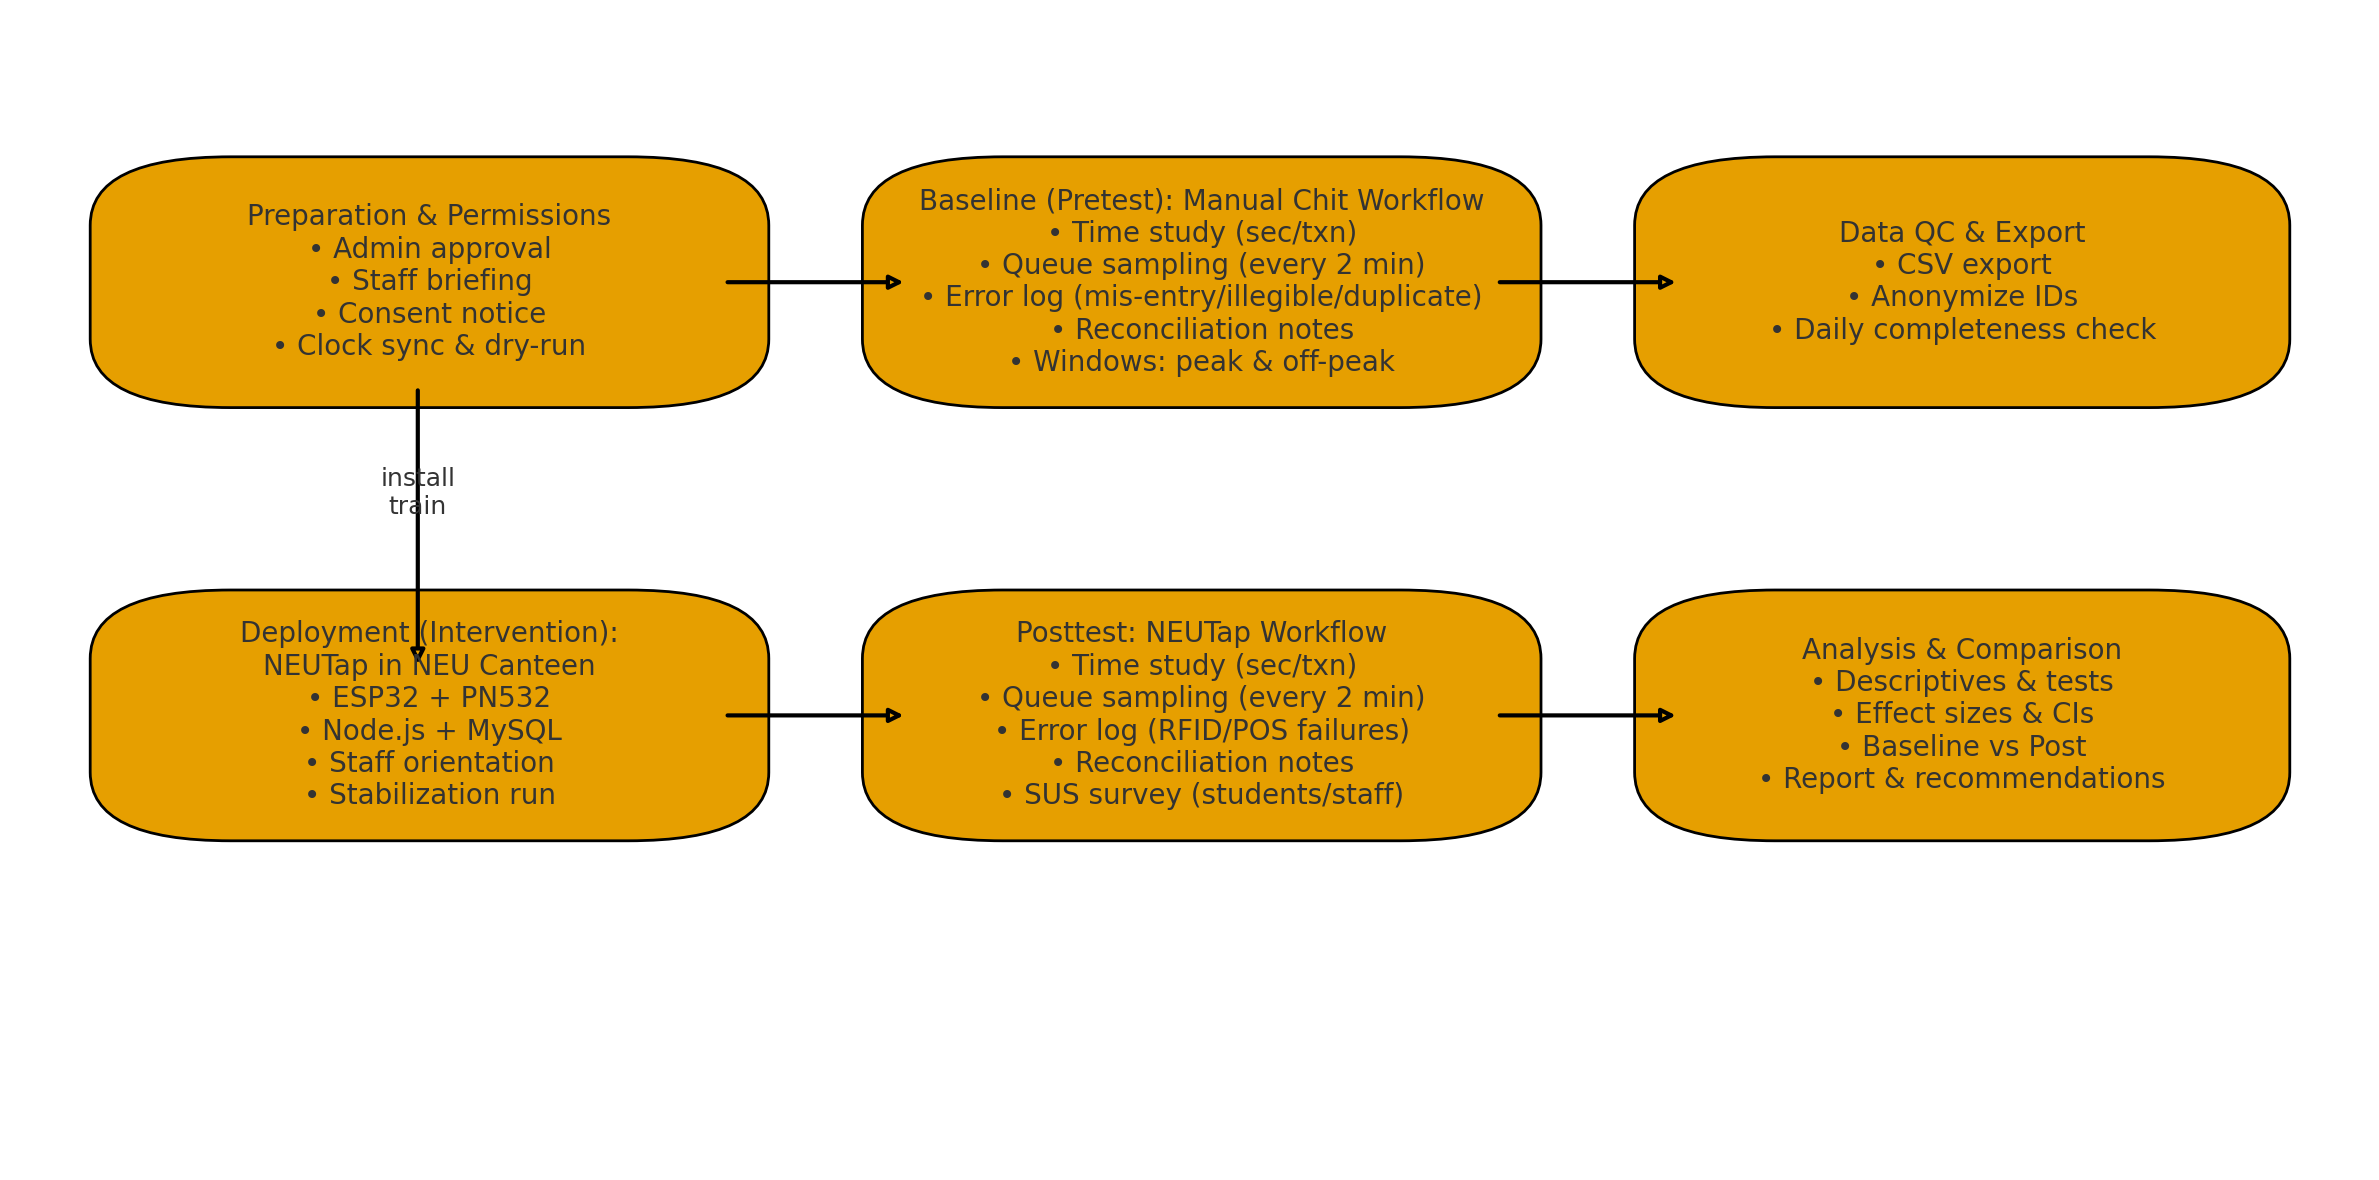 Preparation & Permissions
• Admin approval
• Staff briefing
• Consent notice
• Clock sync & dry-run
Baseline (Pretest): Manual Chit Workflow
• Time study (sec/txn)
• Queue sampling (every 2 min)
• Error log (mis-entry/illegible/duplicate)
• Reconciliation notes
• Windows: peak & off-peak
Data QC & Export
• CSV export
• Anonymize IDs
• Daily completeness check
install
train
Deployment (Intervention):
NEUTap in NEU Canteen
• ESP32 + PN532
• Node.js + MySQL
• Staff orientation
• Stabilization run
Posttest: NEUTap Workflow
• Time study (sec/txn)
• Queue sampling (every 2 min)
• Error log (RFID/POS failures)
• Reconciliation notes
• SUS survey (students/staff)
Analysis & Comparison
• Descriptives & tests
• Effect sizes & CIs
• Baseline vs Post
• Report & recommendations